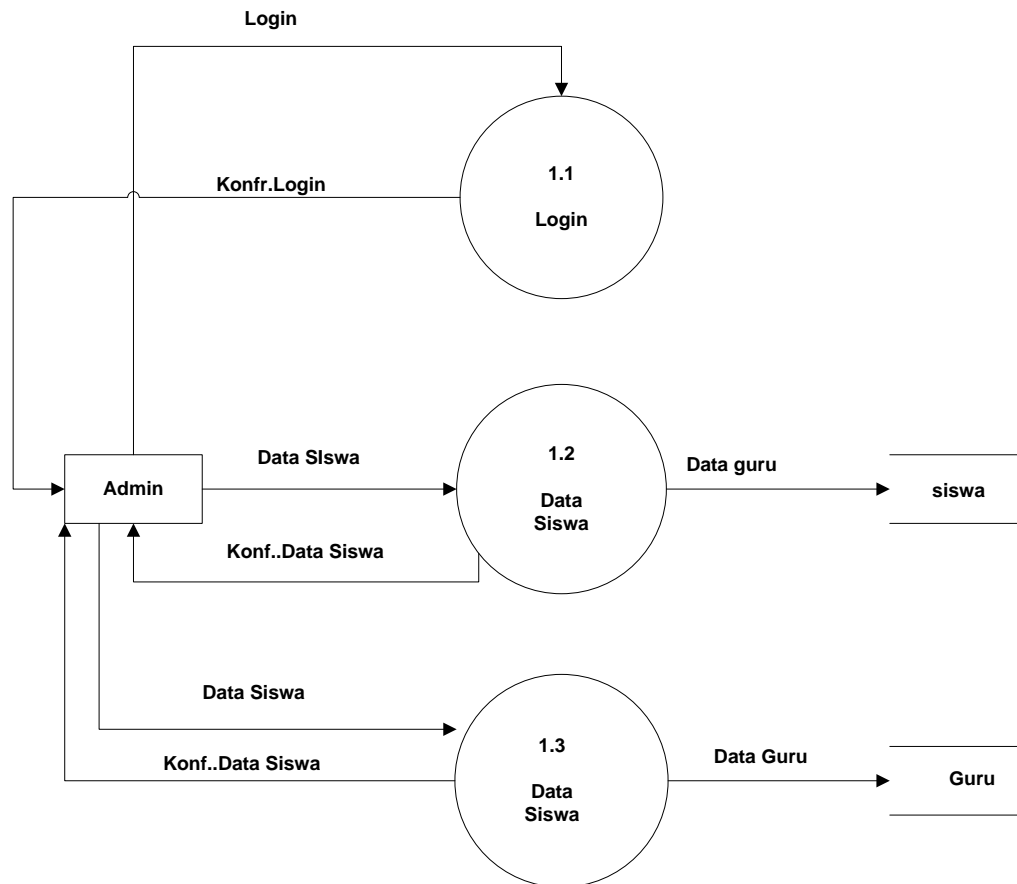 Login
1.1
Login
Konfr.Login
Admin
Data SIswa
1.2
Data
Siswa
Data guru
siswa
Konf..Data Siswa
Data Siswa
1.3
Data
Siswa
Konf..Data Siswa
Data Guru
Guru